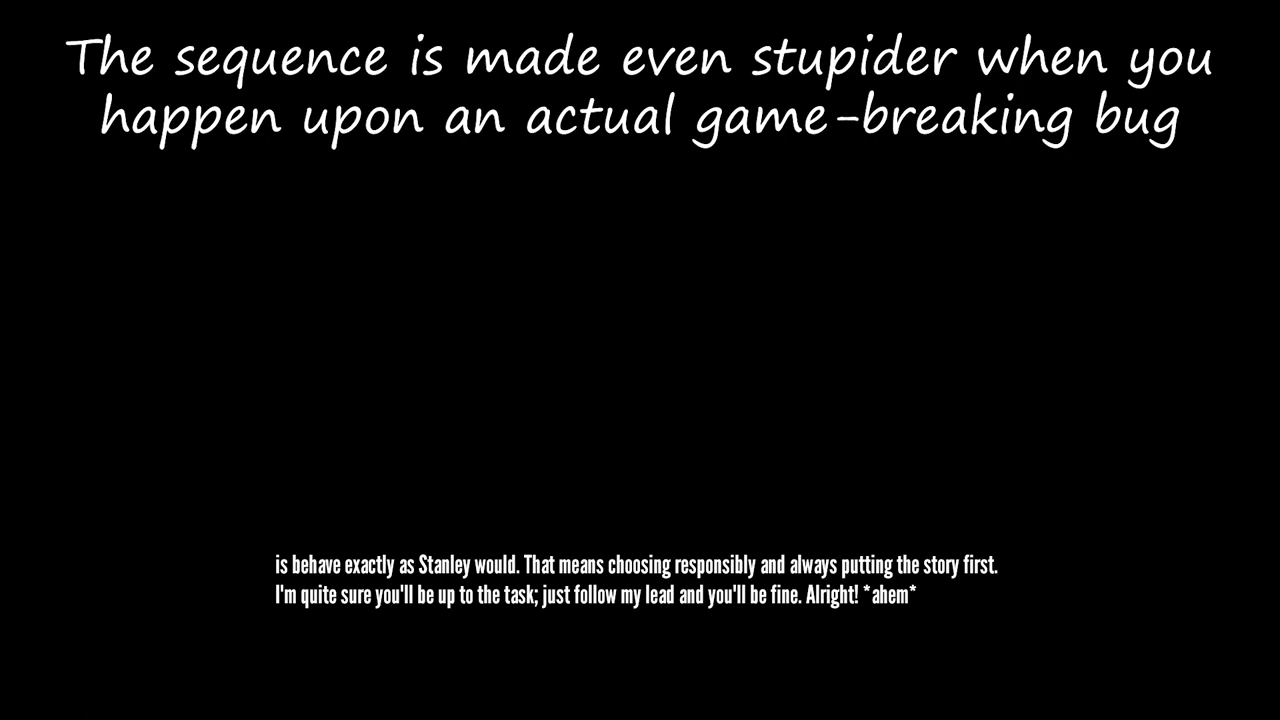 The sequence is made even stupider when you
happen upon an actual game-breaking bug
is behave exactly as Stanley would. That means choosing responsibly and always putting the story first.
I'm quite sure you'll be up to the task; just follow my lead and you'll be fine. Alright! *ahem*